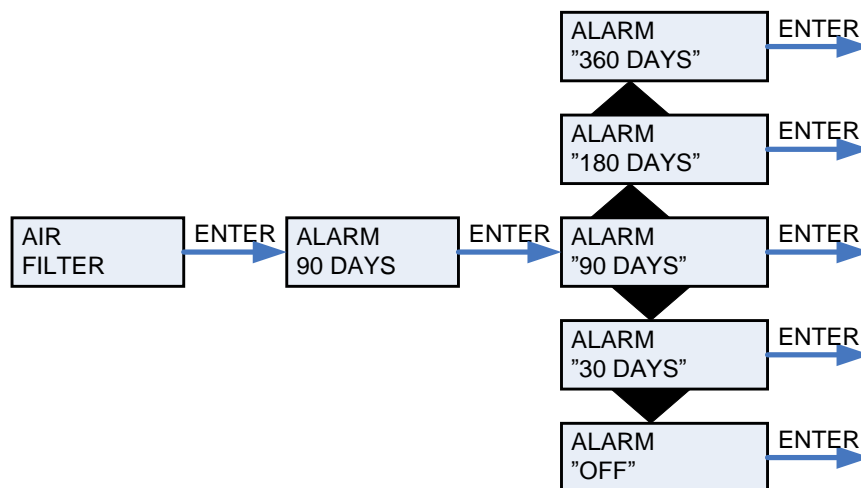 ALARM
”360 DAYS”
ENTER
ALARM
”180 DAYS”
ENTER
AIR
FILTER
ENTER
ALARM
90 DAYS
ENTER
ALARM
”90 DAYS”
ENTER
ALARM
”30 DAYS”
ENTER
ALARM
”OFF”
ENTER